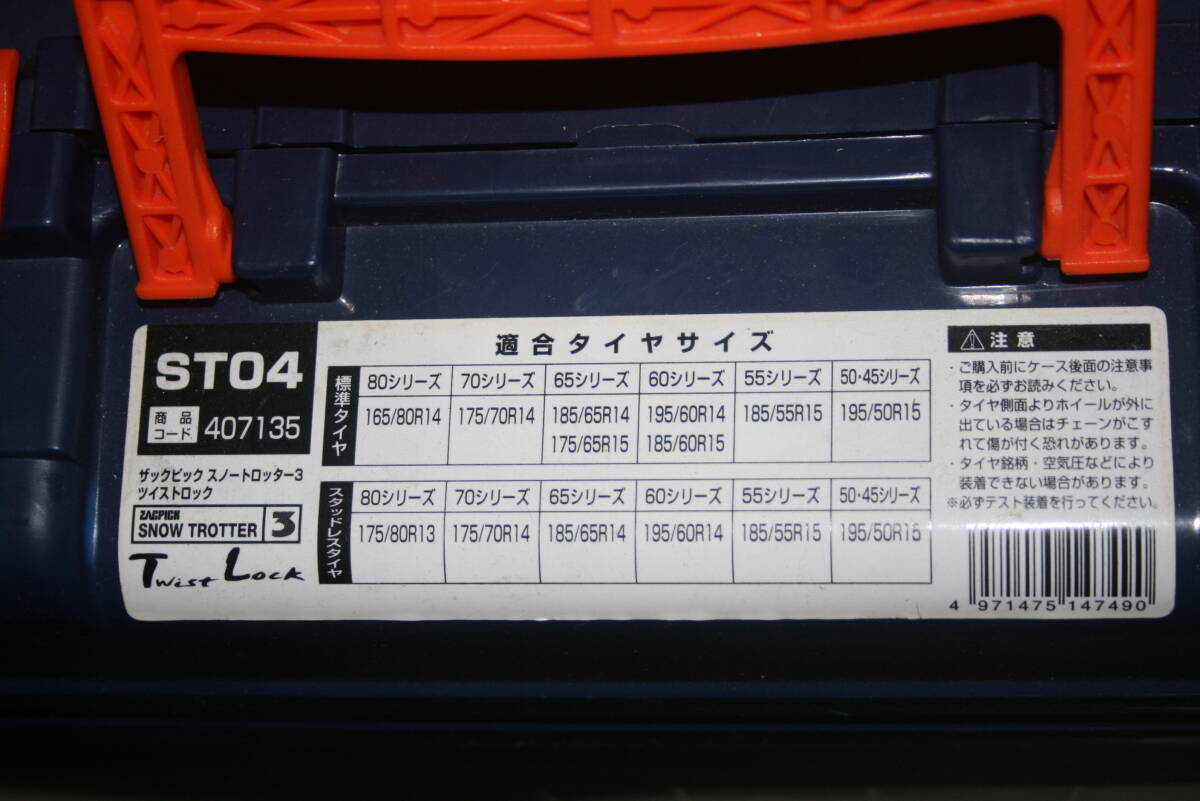 ST04
商品コード 407135
ザックピック スノートロッター3
ツイストロック
ZACPICK
SNOW TROTTER 3
Twist Lock
適合タイヤサイズ
標準タイヤ
80シリーズ 70シリーズ 65シリーズ 60シリーズ 55シリーズ 50・45シリーズ
165/80R14 175/70R14 185/65R14 195/60R14 185/55R15 195/50R15
175/65R15 185/60R15
スタッドレスタイヤ
80シリーズ 70シリーズ 65シリーズ 60シリーズ 55シリーズ 50・45シリーズ
175/80R13 175/70R14 185/65R14 195/60R14 185/55R15 195/50R15
⚠注意
・ご購入前にケース後面の注意事
項を必ずお読みください。
・タイヤ側面よりホイールが外に
出ている場合はチェーンがこす
れて傷が付く恐れがあります。
・タイヤ銘柄・空気圧などにより
装着できない場合があります。
※必ずテスト装着を行ってください。
4 971475 147490